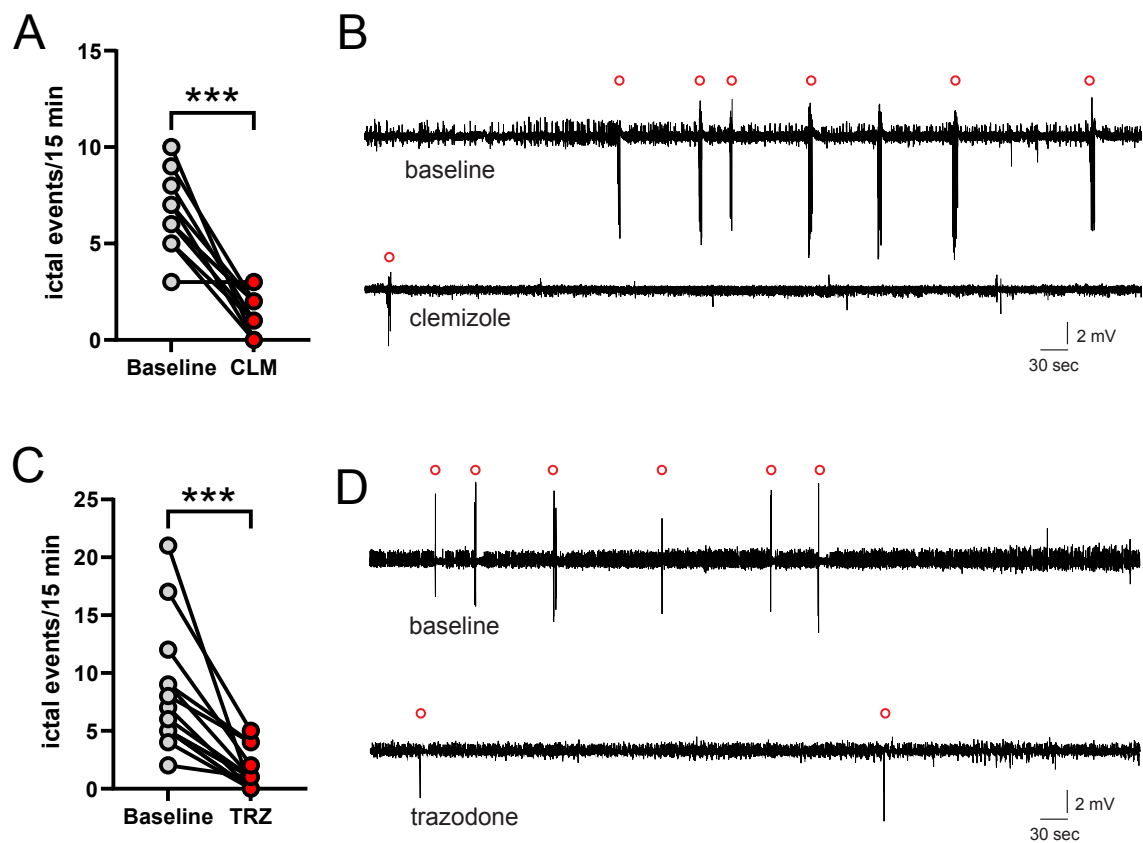 A
15
10
5
0
ictal events/15 min
***
Baseline CLM
B
baseline
clemizole
2 mV
30 sec
C
25
20
15
10
5
0
ictal events/15 min
***
Baseline TRZ
D
baseline
trazodone
2 mV
30 sec